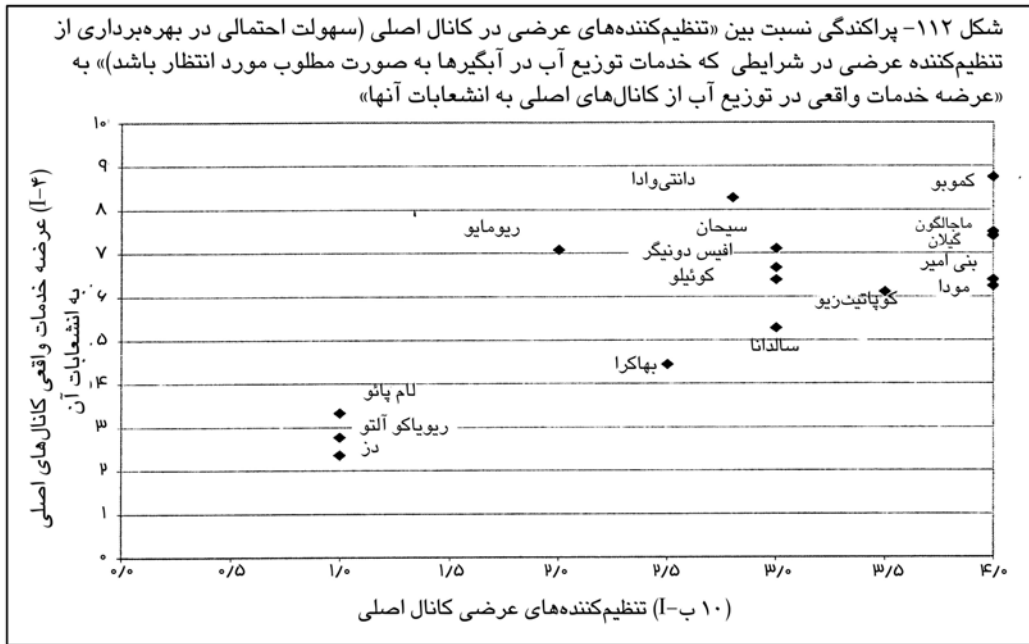 شکل ۱۱۲- پراکندگی نسبت بین «تنظیم‌کننده‌های عرضی در کانال اصلی (سهولت احتمالی در بهره‌برداری از
تنظیم‌کننده عرضی در شرایطی که خدمات توزیع آب در آبگیرها به صورت مطلوب مورد انتظار باشد)» به
«عرضه خدمات واقعی در توزیع آب از کانال‌های اصلی به انشعابات آنها»
(I-۴) عرضه خدمات واقعی کانال‌های اصلی
به انشعابات آن
۱۰
۹
۸
۷
۶
۵
۴
۳
۲
۱
۰
کموبو
دانتی‌وادا
ماجالگون
گیلان
سیحان
ریومایو
افیس دونیگر
بنی امیر
کوئیلو
مودا
کوپاتیتزیو
سالدانا
بهاکرا
لام پائو
ریویاکو آلتو
دز
۰/۰ ۰/۵ ۱/۰ ۱/۵ ۲/۰ ۲/۵ ۳/۰ ۳/۵ ۴/۰
(۱۰ ب-I) تنظیم‌کننده‌های عرضی کانال اصلی